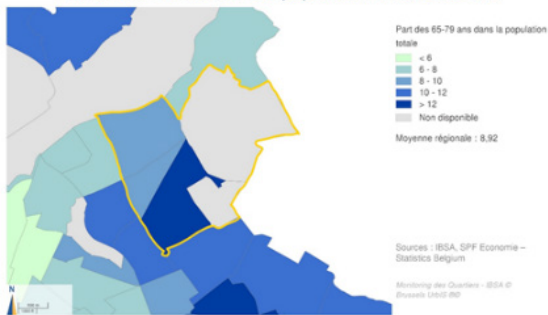 Part des 65-79 ans dans la population
totale
< 6
6 - 8
8 - 10
10 - 12
> 12
Non disponible
Moyenne régionale : 8,92
Sources : IBSA, SPF Economie –
Statistics Belgium
Monitoring des Quartiers - IBSA ©
Brussels UrbIS ®©
N